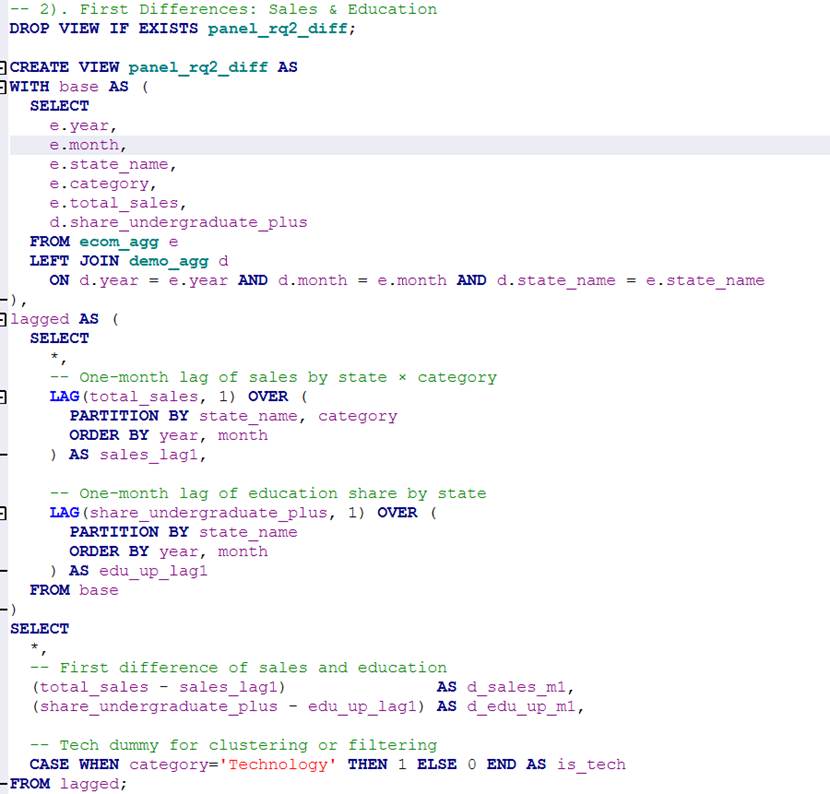 -- 2). First Differences: Sales & Education
DROP VIEW IF EXISTS panel_rq2_diff;
CREATE VIEW panel_rq2_diff AS
WITH base AS (
SELECT
e.year,
e.month,
e.state_name,
e.category,
e.total_sales,
d.share_undergraduate_plus
FROM ecom_agg e
LEFT JOIN demo_agg d
ON d.year = e.year AND d.month = e.month AND d.state_name = e.state_name
),
lagged AS (
SELECT
*,
-- One-month lag of sales by state × category
LAG(total_sales, 1) OVER (
PARTITION BY state_name, category
ORDER BY year, month
) AS sales_lag1,
-- One-month lag of education share by state
LAG(share_undergraduate_plus, 1) OVER (
PARTITION BY state_name
ORDER BY year, month
) AS edu_up_lag1
FROM base
)
SELECT
*,
-- First difference of sales and education
(total_sales - sales_lag1) AS d_sales_m1,
(share_undergraduate_plus - edu_up_lag1) AS d_edu_up_m1,
-- Tech dummy for clustering or filtering
CASE WHEN category='Technology' THEN 1 ELSE 0 END AS is_tech
FROM lagged;